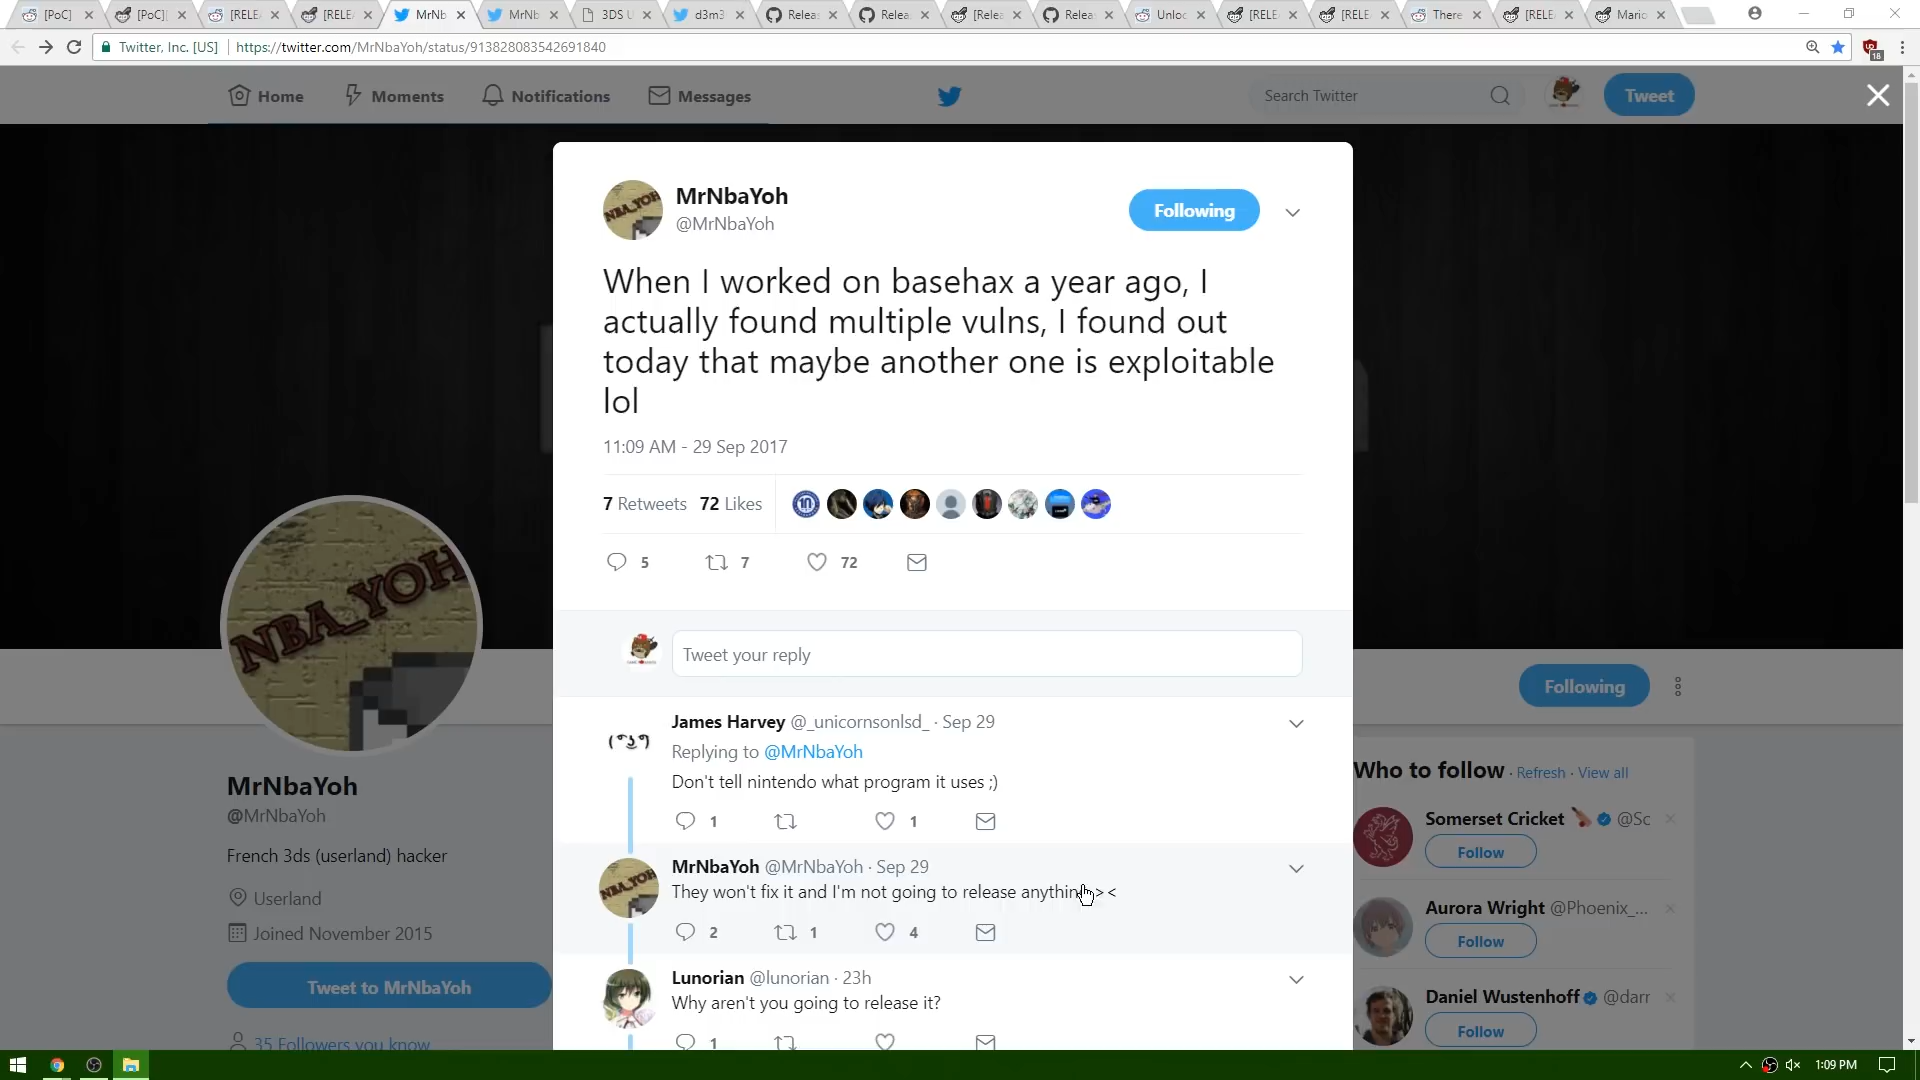 [PoC]
[PoC]
[RELE
[RELE
MrNb
MrNb
3DS U
d3m3
Releas
Releas
[Relea
Releas
Unloc
[RELE
[RELE
There
[RELE
Mario
Twitter, Inc. [US]
https://twitter.com/MrNbaYoh/status/913828083542691840
18
Home
Moments
Notifications
Messages
Search Twitter
Tweet
MrNbaYoh
@MrNbaYoh
Following
When I worked on basehax a year ago, I
actually found multiple vulns, I found out
today that maybe another one is exploitable
lol
11:09 AM - 29 Sep 2017
7 Retweets 72 Likes
5 7 72
Tweet your reply
James Harvey @_unicornsonlsd_ · Sep 29
Replying to @MrNbaYoh
Don't tell nintendo what program it uses ;)
1 1
MrNbaYoh @MrNbaYoh · Sep 29
They won't fix it and I'm not going to release anything > <
2 1 4
Lunorian @lunorian · 23h
Why aren't you going to release it?
1
NBA_YOH
MrNbaYoh
@MrNbaYoh
French 3ds (userland) hacker
Userland
Joined November 2015
Tweet to MrNbaYoh
35 Followers you know
Following
Who to follow · Refresh · View all
Somerset Cricket @Sc
Follow
Aurora Wright @Phoenix_...
Follow
Daniel Wustenhoff @darr
Follow
1:09 PM